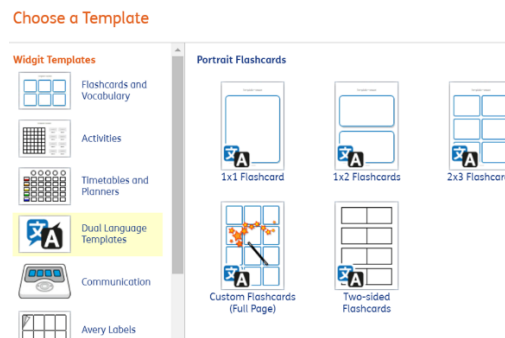 Choose a Template
Widgit Templates
Flashcards and
Vocabulary
Activities
Timetables and
Planners
Dual Language
Templates
Communication
Avery Labels
Portrait Flashcards
1x1 Flashcard
1x2 Flashcards
2x3 Flashcar
Custom Flashcards
(Full Page)
Two-sided
Flashcards